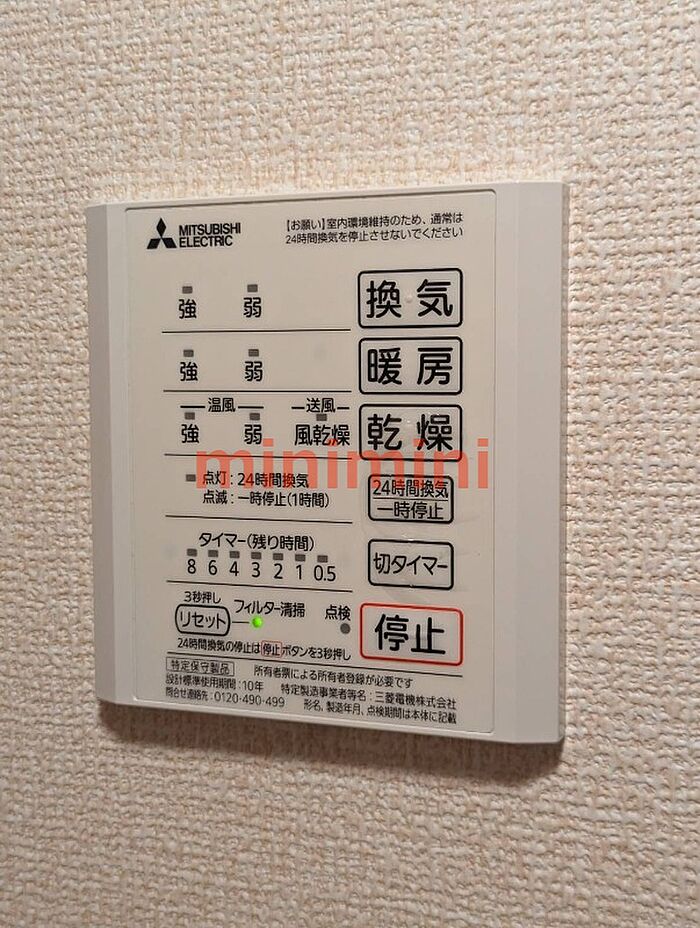 MITSUBISHI
ELECTRIC
【お願い】室内環境維持のため、通常は
24時間換気を停止させないでください
強 弱 換気
強 弱 暖房
温風 送風
強 弱 風乾燥 乾燥
minimini
点灯:24時間換気
点滅:一時停止(1時間)
24時間換気
一時停止
タイマー(残り時間)
8 6 4 3 2 1 0.5
切タイマー
3秒押し
リセット フィルター清掃 点検
停止
24時間換気の停止は停止ボタンを3秒押し
特定保守製品 所有者票による所有者登録が必要です
設計標準使用期間:10年 特定製造事業者等名:三菱電機株式会社
問合せ連絡先:0120-490-499 形名、製造年月、点検期間は本体に記載